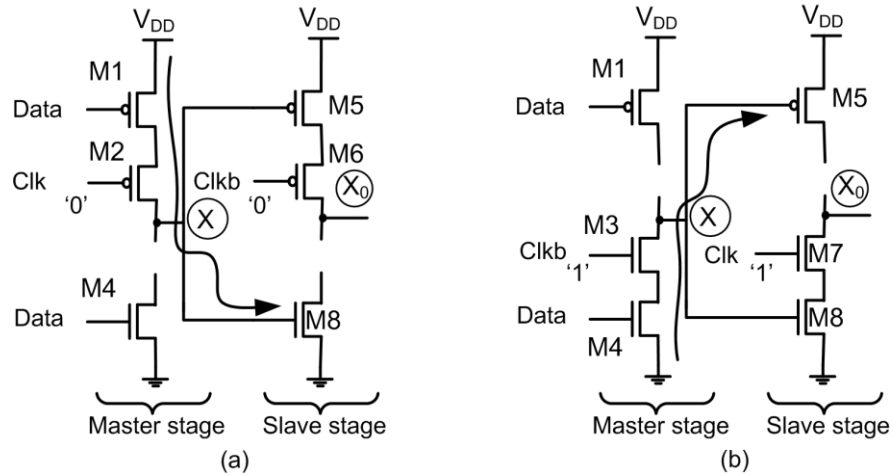 VDD VDD VDD VDD
M1 M5 M1 M5
Data Data
M2 M6
Clk Clkb
'0' '0'
X X0 X X0
M3 M7
Clkb Clk
'1' '1'
M4 M8 M8
Data Data
M4
Master stage Slave stage Master stage Slave stage
(a) (b)